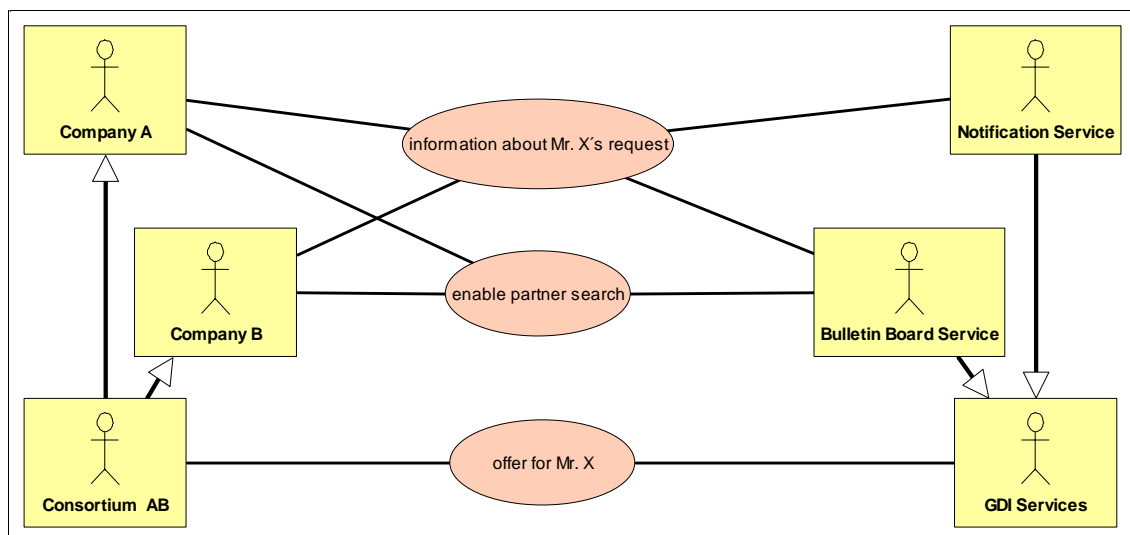 Company A
Notification Service
information about Mr. X´s request
Company B
enable partner search
Bulletin Board Service
Consortium  AB
offer for Mr. X
GDI Services